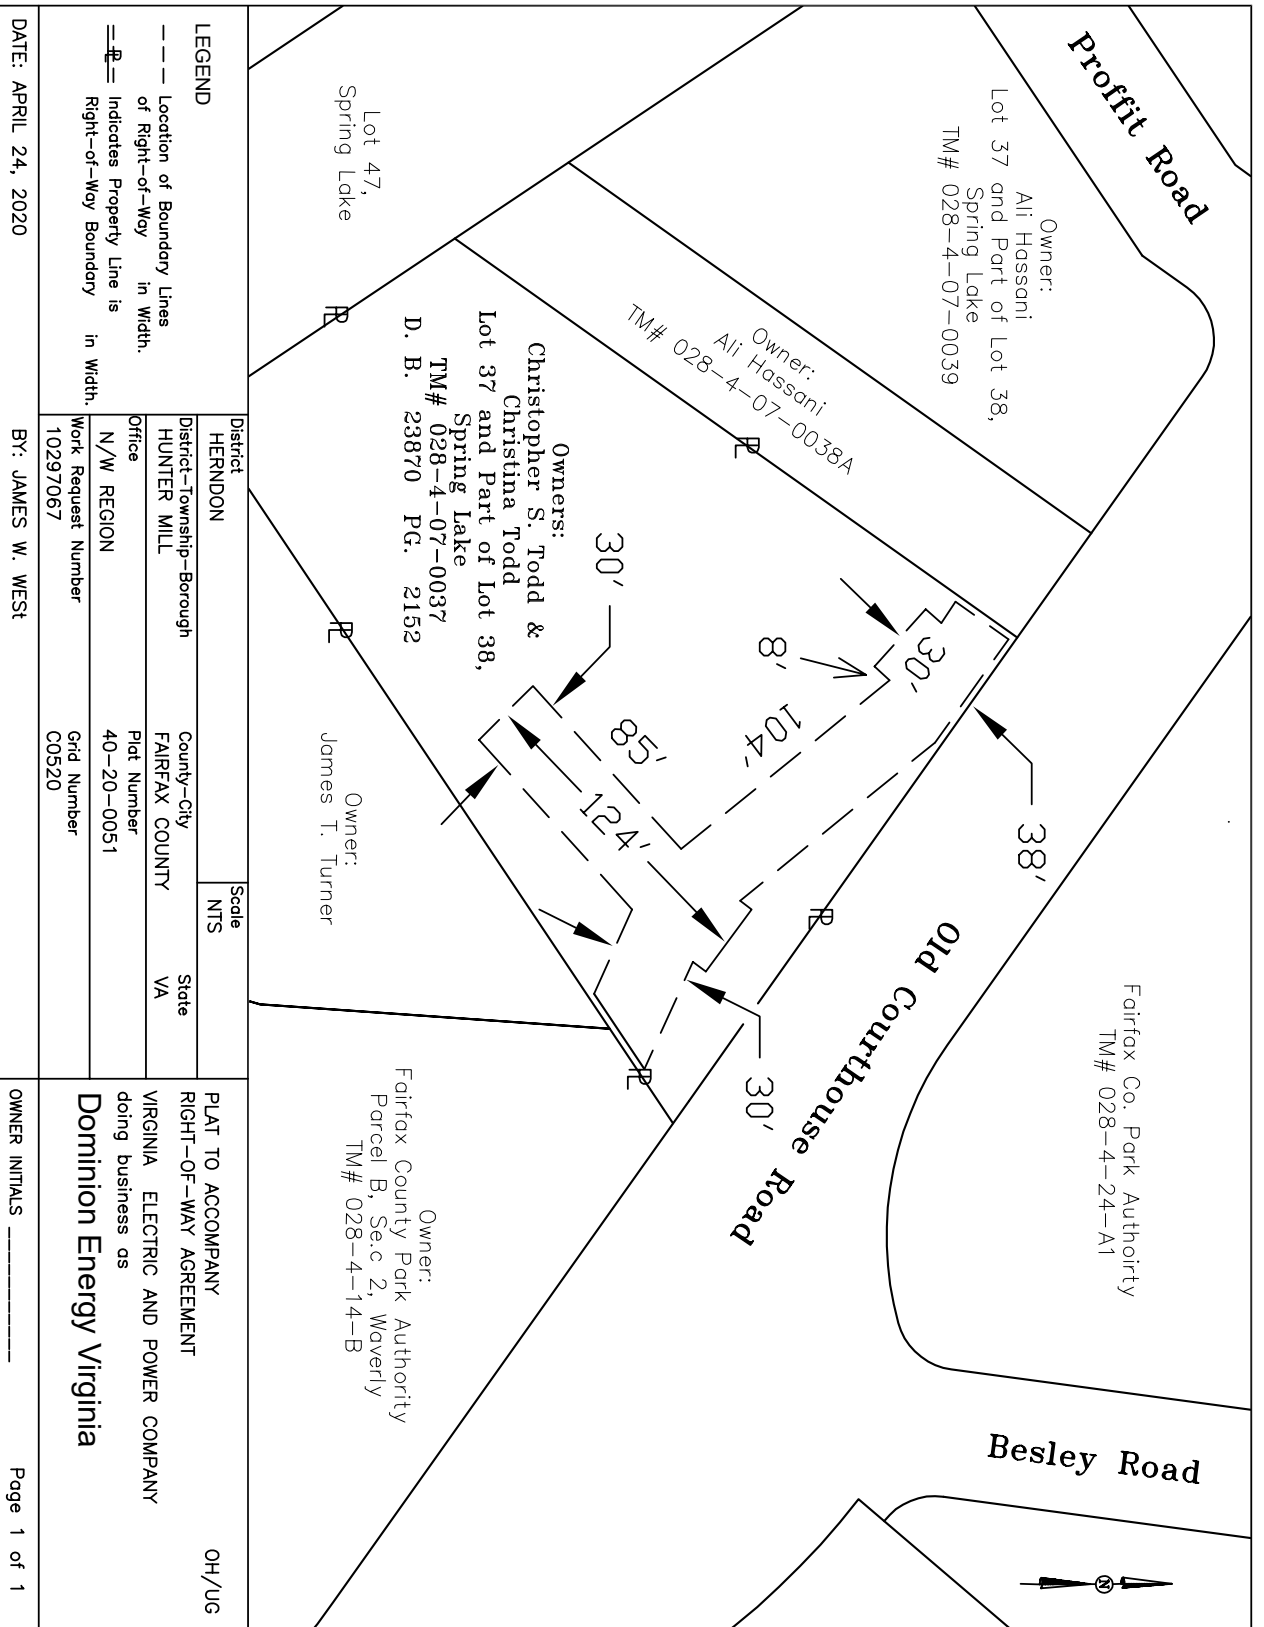 Proffit Road
Owner:
Ali Hassani
Lot 37 and Part of Lot 38,
Spring Lake
TM# 028-4-07-0039
Owner:
Ali Hassani
TM# 028-4-07-0038A
Lot 47,
Spring Lake
PL
PL
Owners:
Christopher S. Todd &
Christina Todd
Lot 37 and Part of Lot 38,
Spring Lake
TM# 028-4-07-0037
D. B. 23870 PG. 2152
30'
8'
30'
104'
85'
124'
38'
30'
PL
PL
PL
Old Courthouse Road
Fairfax Co. Park Authoirty
TM# 028-4-24-A1
Owner:
James T. Turner
Owner:
Fairfax County Park Authority
Parcel B, Se.c 2, Waverly
TM# 028-4-14-B
Besley Road
N
LEGEND
--- Location of Boundary Lines
of Right-of-Way in Width.
PL Indicates Property Line is
Right-of-Way Boundary in Width.
District
HERNDON
Scale
NTS
District-Township-Borough
HUNTER MILL
County-City
FAIRFAX COUNTY
State
VA
Office
N/W REGION
Plat Number
40-20-0051
Work Request Number
10297067
Grid Number
C0520
PLAT TO ACCOMPANY
RIGHT-OF-WAY AGREEMENT
OH/UG
VIRGINIA ELECTRIC AND POWER COMPANY
doing business as
Dominion Energy Virginia
DATE: APRIL 24, 2020
BY: JAMES W. WESt
OWNER INITIALS __________
Page 1 of 1